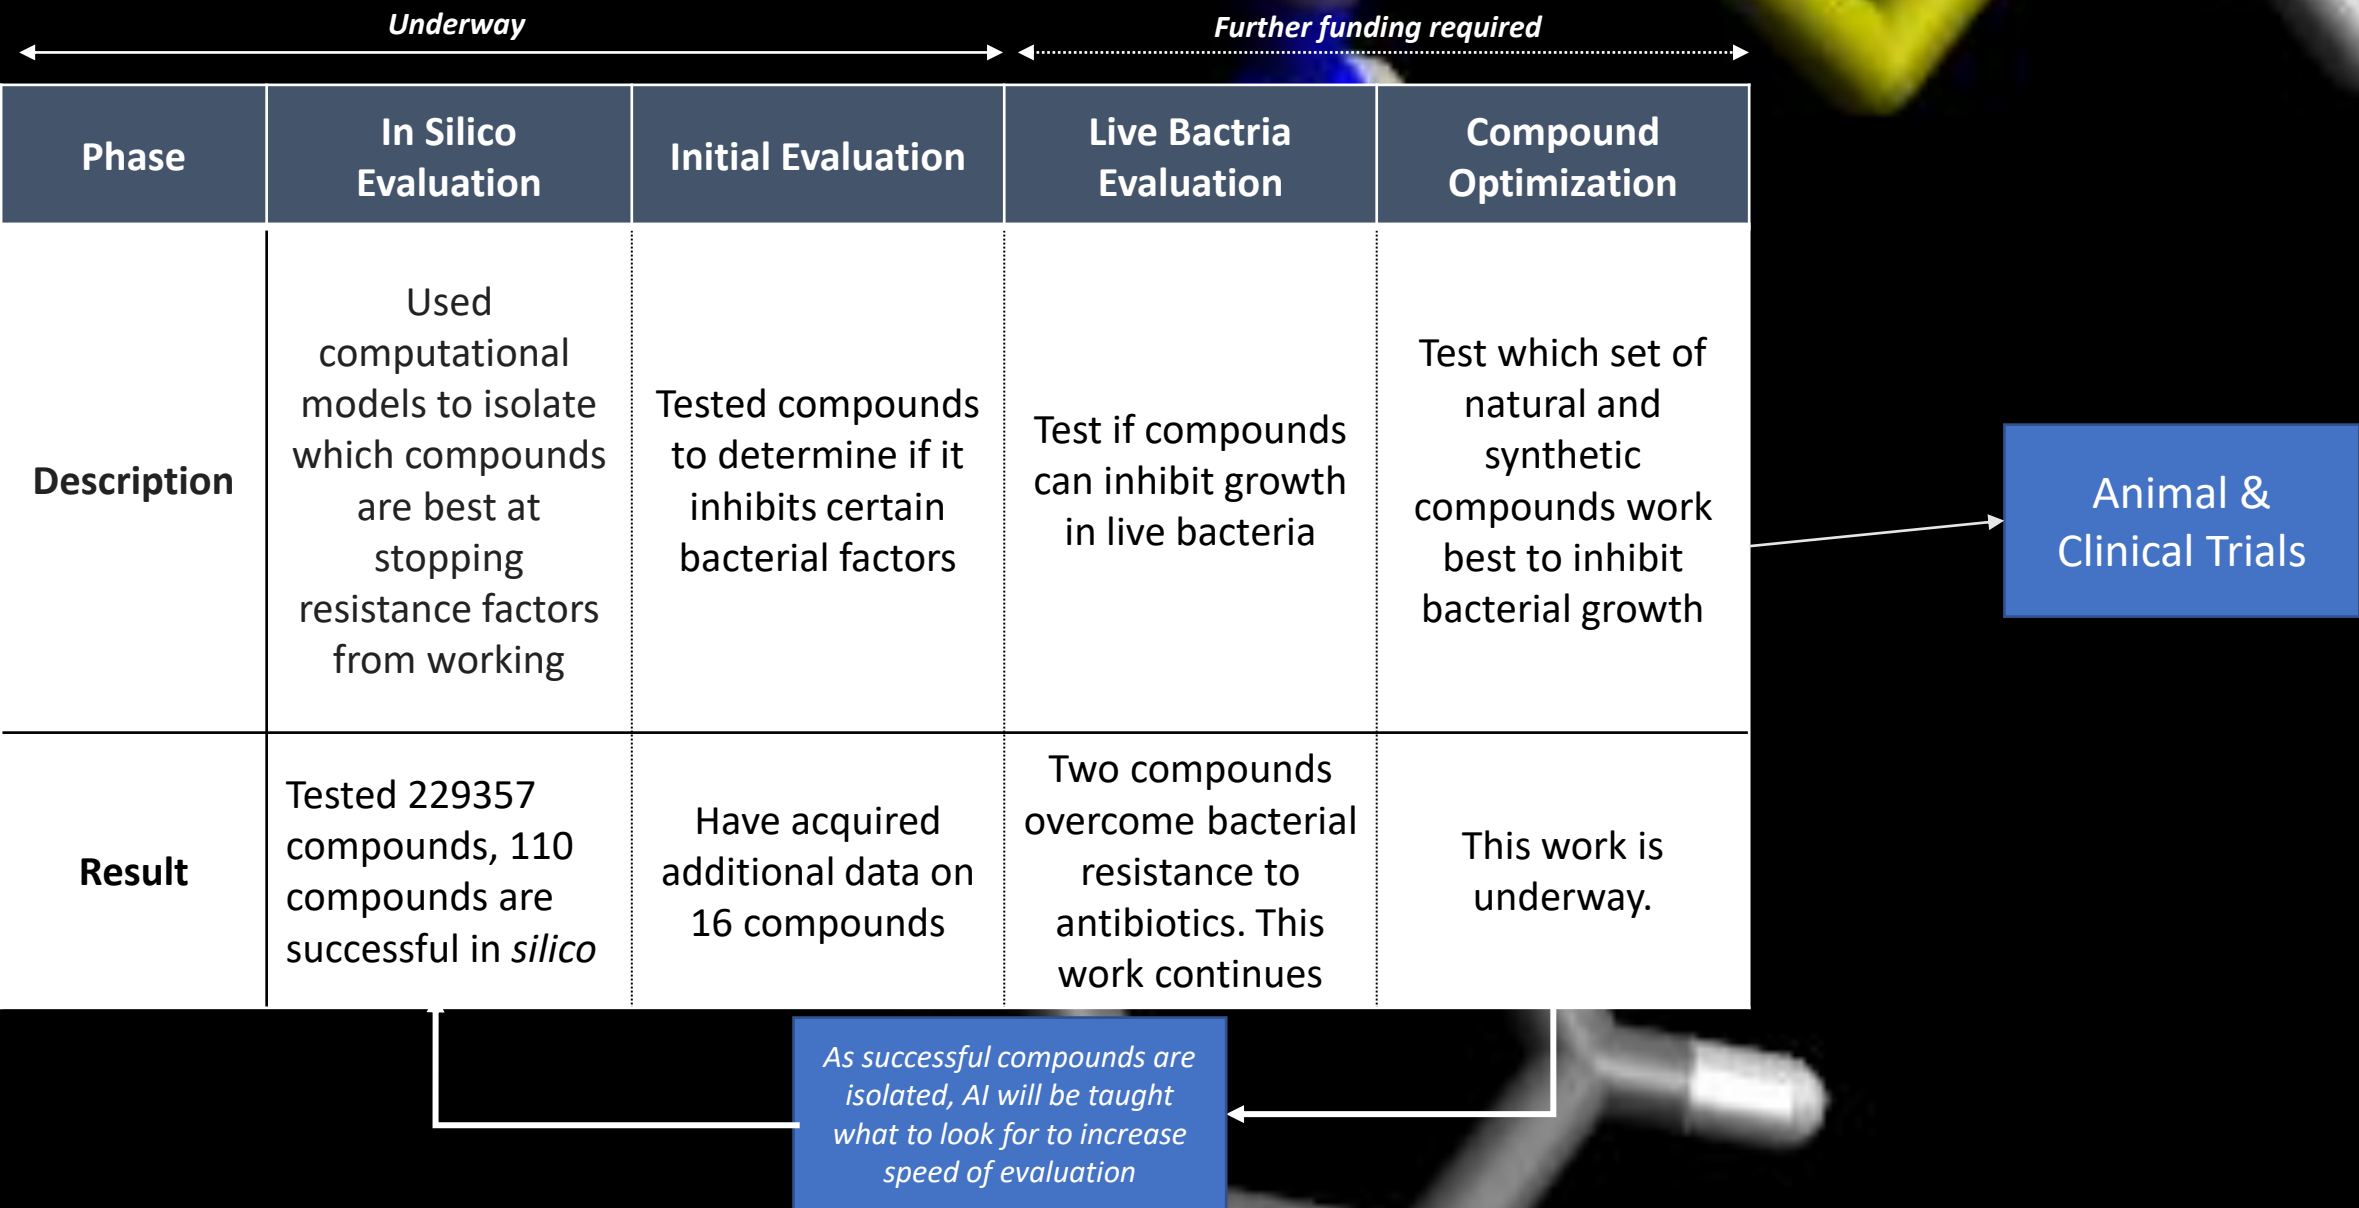 Underway
Further funding required
Phase
In Silico
Evaluation
Initial Evaluation
Live Bactria
Evaluation
Compound
Optimization
Description
Used
computational
models to isolate
which compounds
are best at
stopping
resistance factors
from working
Tested compounds
to determine if it
inhibits certain
bacterial factors
Test if compounds
can inhibit growth
in live bacteria
Test which set of
natural and
synthetic
compounds work
best to inhibit
bacterial growth
Animal &
Clinical Trials
Result
Tested 229357
compounds, 110
compounds are
successful in silico
Have acquired
additional data on
16 compounds
Two compounds
overcome bacterial
resistance to
antibiotics. This
work continues
This work is
underway.
As successful compounds are
isolated, AI will be taught
what to look for to increase
speed of evaluation